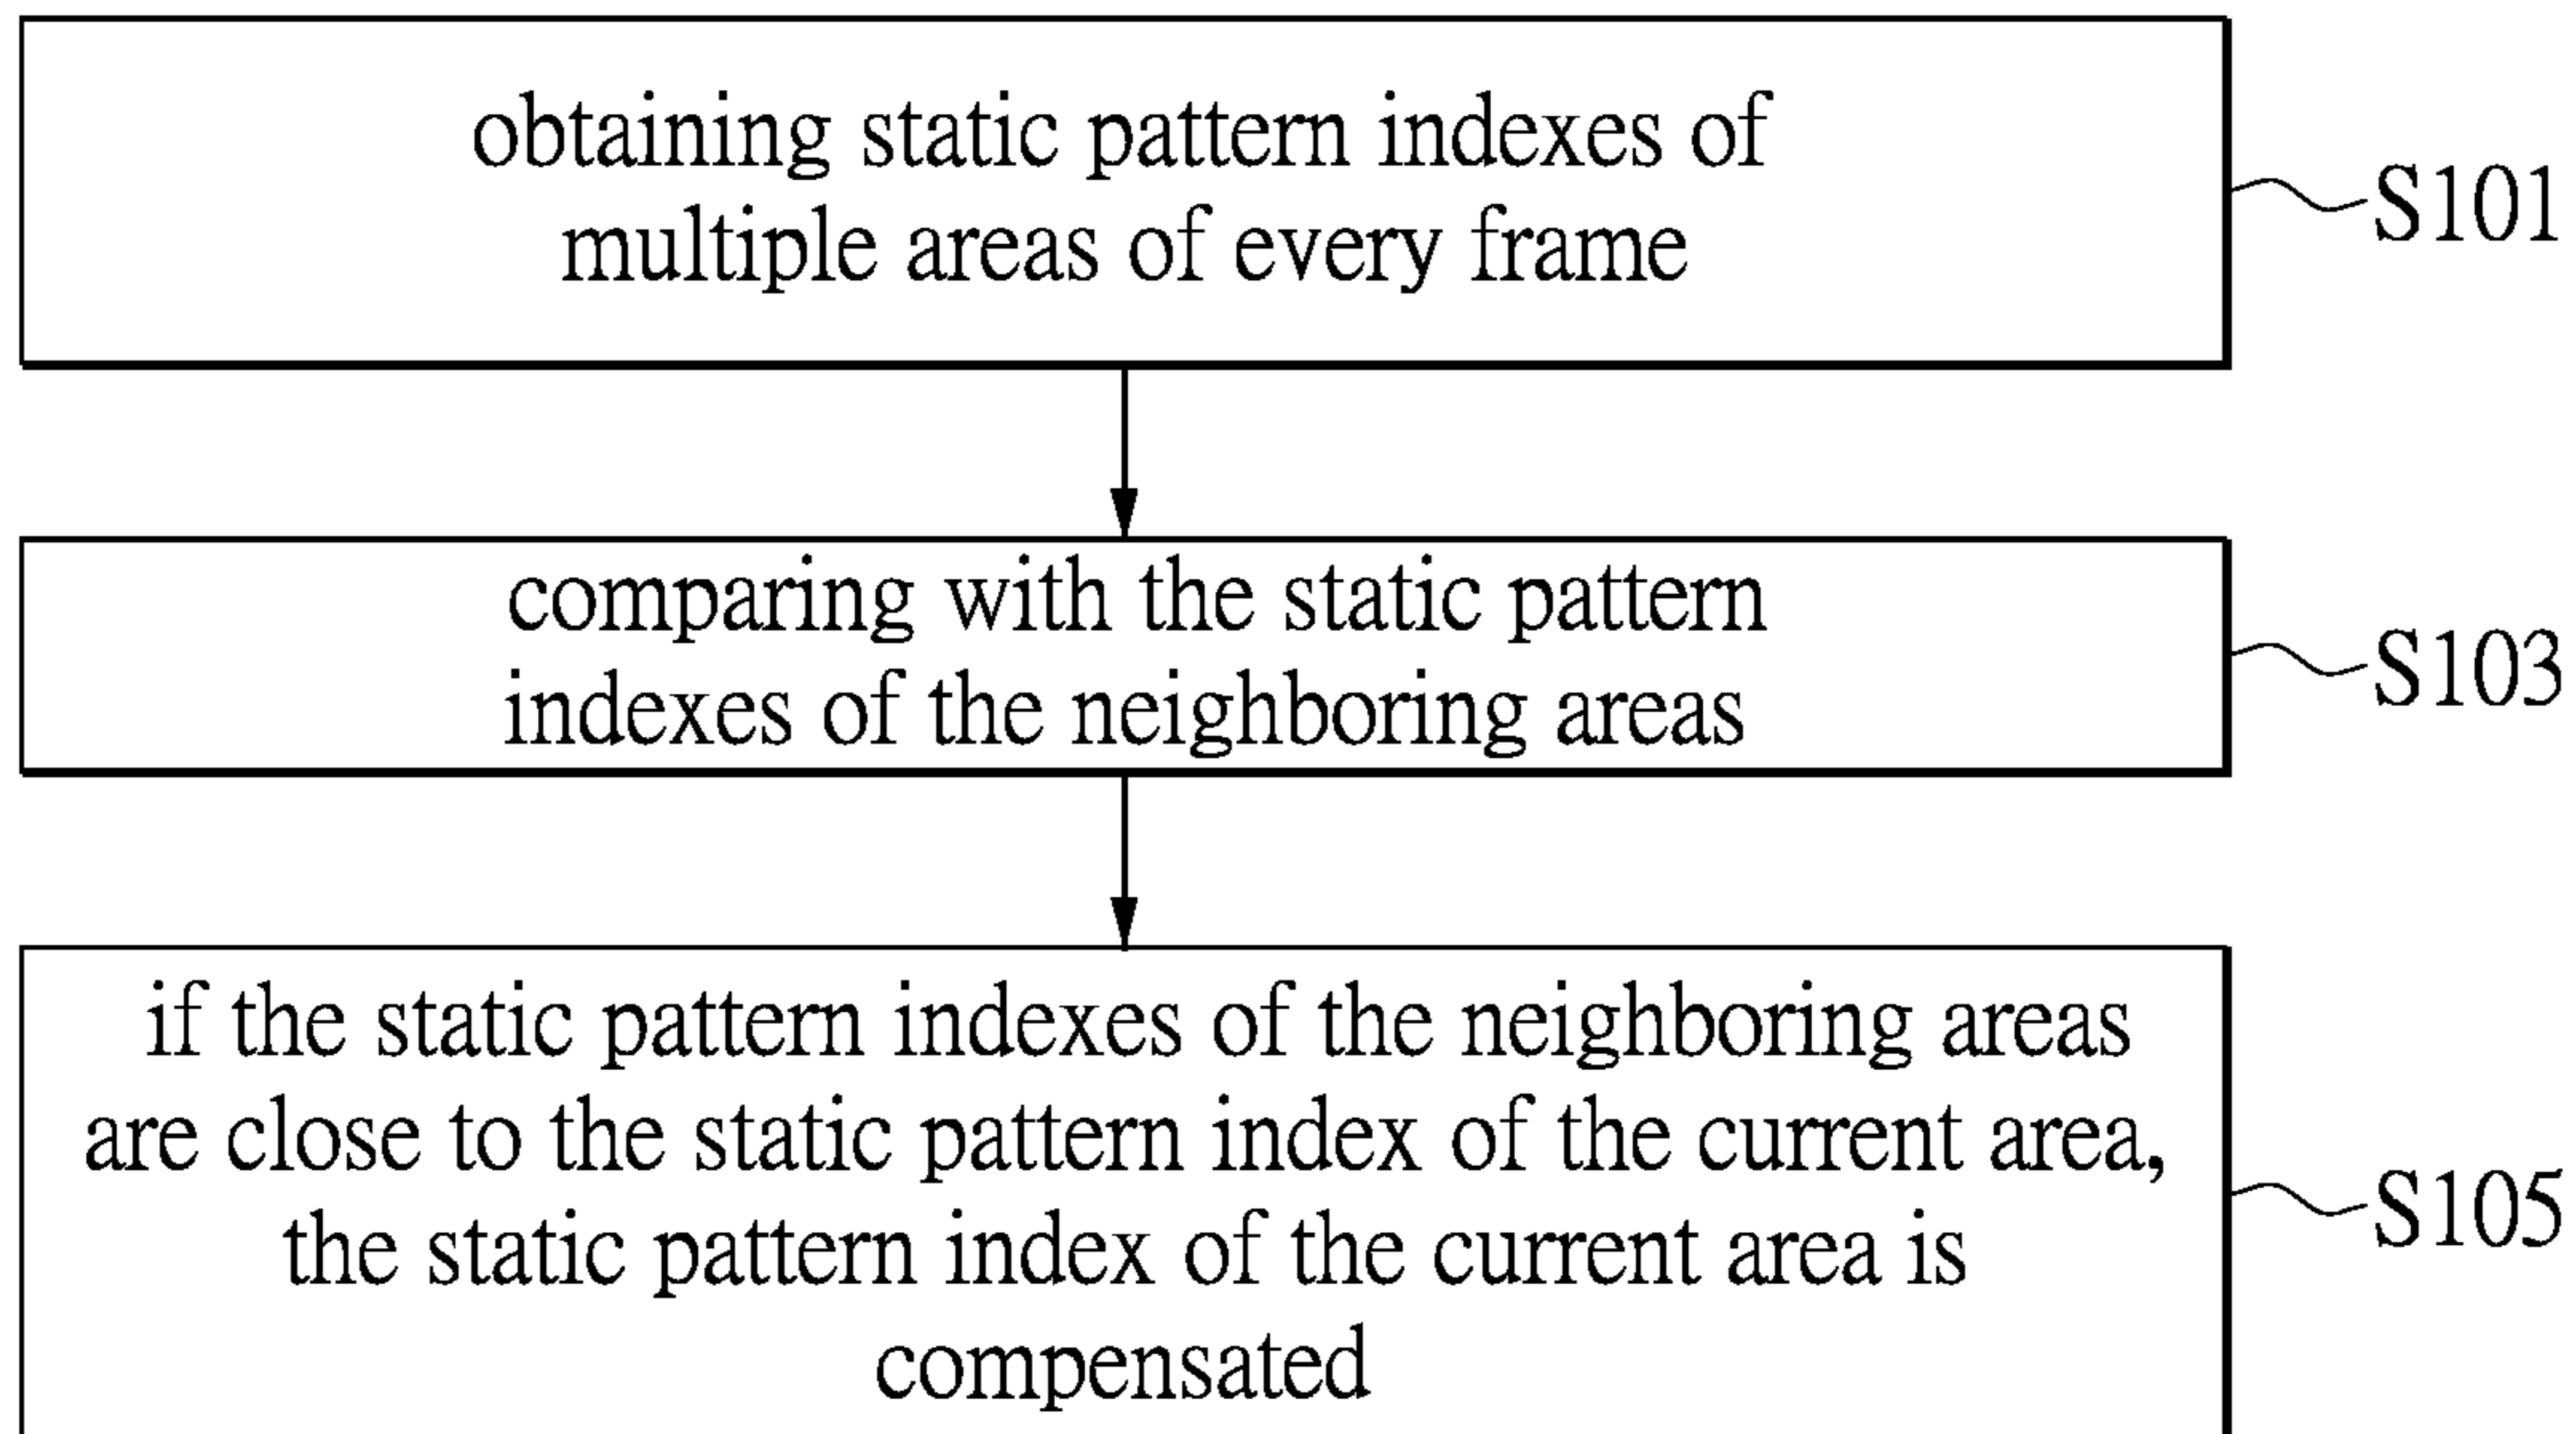 obtaining static pattern indexes of
multiple areas of every frame
S101
comparing with the static pattern
indexes of the neighboring areas
S103
if the static pattern indexes of the neighboring areas
are close to the static pattern index of the current area,
the static pattern index of the current area is
compensated
S105